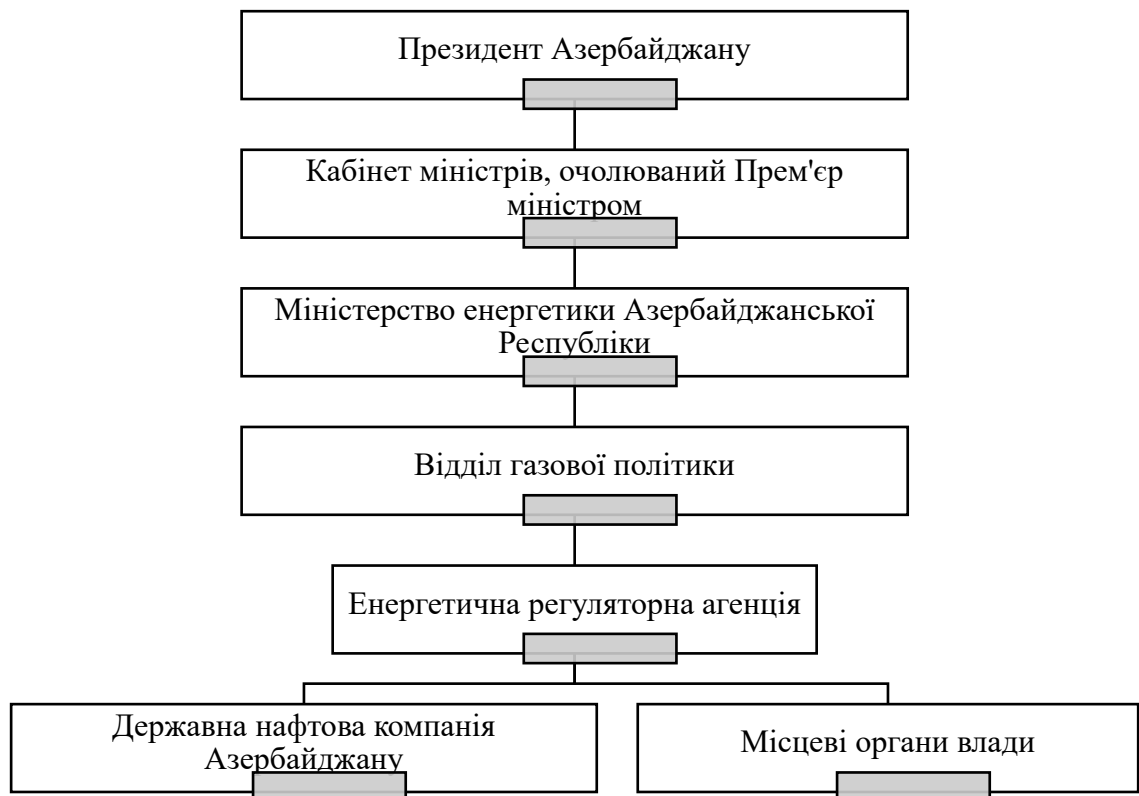 Президент Азербайджану
Кабінет міністрів, очолюваний Прем'єр
міністром
Міністерство енергетики Азербайджанської
Республіки
Відділ газової політики
Енергетична регуляторна агенція
Державна нафтова компанія
Азербайджану
Місцеві органи влади